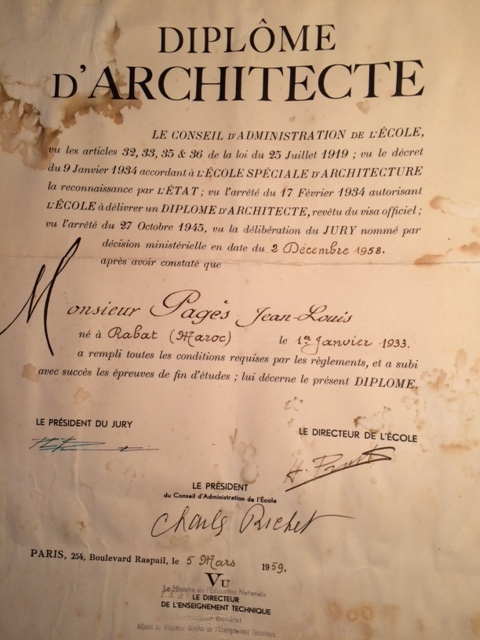 DIPLÔME
D'ARCHITECTE
LE CONSEIL D'ADMINISTRATION DE L'ÉCOLE,
vu les articles 32, 33, 35 & 36 de la loi du 25 Juillet 1919 ; vu le décret
du 9 Janvier 1934 accordant à L'ÉCOLE SPÉCIALE D'ARCHITECTURE
la reconnaissance par L'ÉTAT ; vu l'arrêté du 17 Février 1934 autorisant
L'ÉCOLE à délivrer un DIPLOME D'ARCHITECTE, revêtu du visa officiel ;
vu l'arrêté du 27 Octobre 1945, vu la délibération du JURY nommé par
décision ministérielle en date du 2 Décembre 1958.
après avoir constaté que
Monsieur Pagès Jean-Louis
né à Rabat (Maroc) le 1er Janvier 1933.
a rempli toutes les conditions requises par les règlements, et a subi
avec succès les épreuves de fin d'études ; lui décerne le présent DIPLOME.
LE PRÉSIDENT DU JURY
LE DIRECTEUR DE L'ÉCOLE
LE PRÉSIDENT
du Conseil d'Administration de l'École
Charles Richet
PARIS, 254, Boulevard Raspail, le 5 Mars 1959.
VU
Le Ministre de l'Éducation Nationale
LE DIRECTEUR
DE L'ENSEIGNEMENT TECHNIQUE